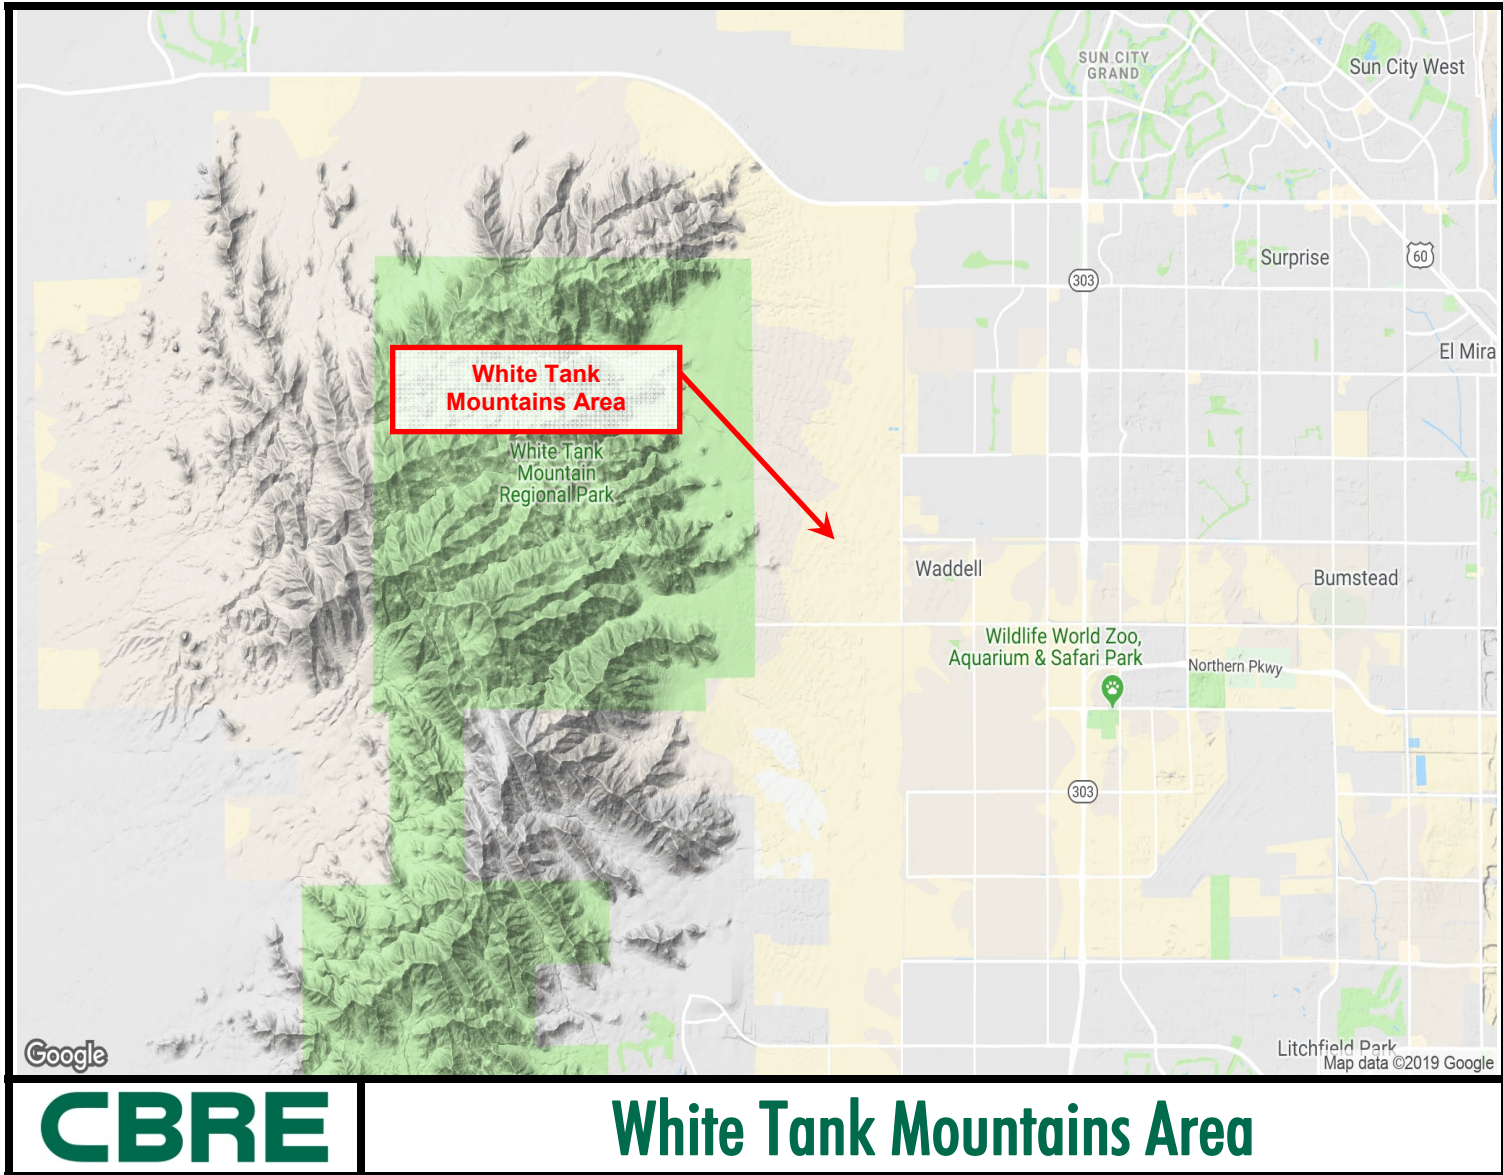 SUN CITY
GRAND
Sun City West
Surprise
60
303
El Mira
White Tank
Mountains Area
White Tank
Mountain
Regional Park
Waddell
Bumstead
Wildlife World Zoo,
Aquarium & Safari Park
Northern Pkwy
303
Litchfield Park
Google
Map data ©2019 Google
CBRE
White Tank Mountains Area